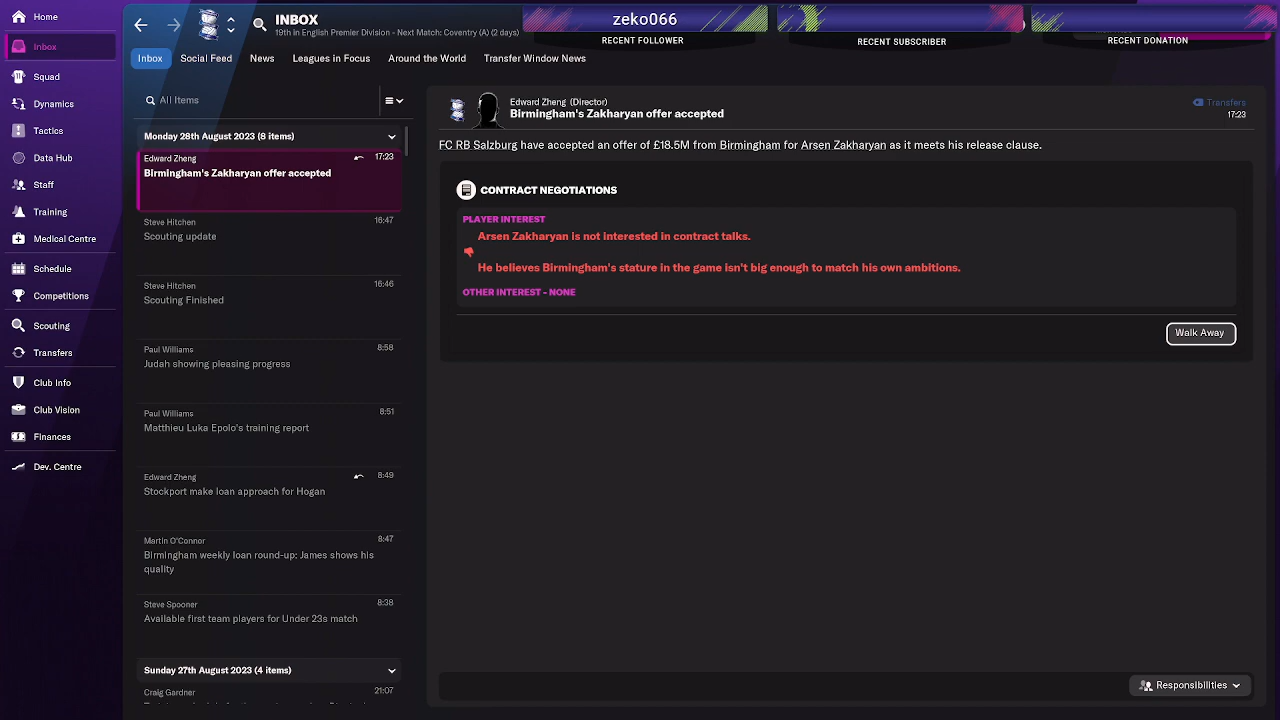 Home
Inbox
Squad
Dynamics
Tactics
Data Hub
Staff
Training
Medical Centre
Schedule
Competitions
Scouting
Transfers
Club Info
Club Vision
Finances
Dev. Centre
INBOX
19th in English Premier Division - Next Match: Coventry (A) (2 days)
zeko066
RECENT FOLLOWER
RECENT SUBSCRIBER
RECENT DONATION
Inbox
Social Feed
News
Leagues in Focus
Around the World
Transfer Window News
All Items
Monday 28th August 2023 (8 items)
Edward Zheng 17:23
Birmingham's Zakharyan offer accepted
Steve Hitchen 16:47
Scouting update
Steve Hitchen 16:46
Scouting Finished
Paul Williams 8:58
Judah showing pleasing progress
Paul Williams 8:51
Matthieu Luka Epolo's training report
Edward Zheng 8:49
Stockport make loan approach for Hogan
Martin O'Connor 8:47
Birmingham weekly loan round-up: James shows his
quality
Steve Spooner 8:38
Available first team players for Under 23s match
Sunday 27th August 2023 (4 items)
Craig Gardner 21:07
Edward Zheng (Director)
Birmingham's Zakharyan offer accepted
Transfers
17:23
FC RB Salzburg have accepted an offer of £18.5M from Birmingham for Arsen Zakharyan as it meets his release clause.
CONTRACT NEGOTIATIONS
PLAYER INTEREST
Arsen Zakharyan is not interested in contract talks.
He believes Birmingham's stature in the game isn't big enough to match his own ambitions.
OTHER INTEREST - NONE
Walk Away
Responsibilities